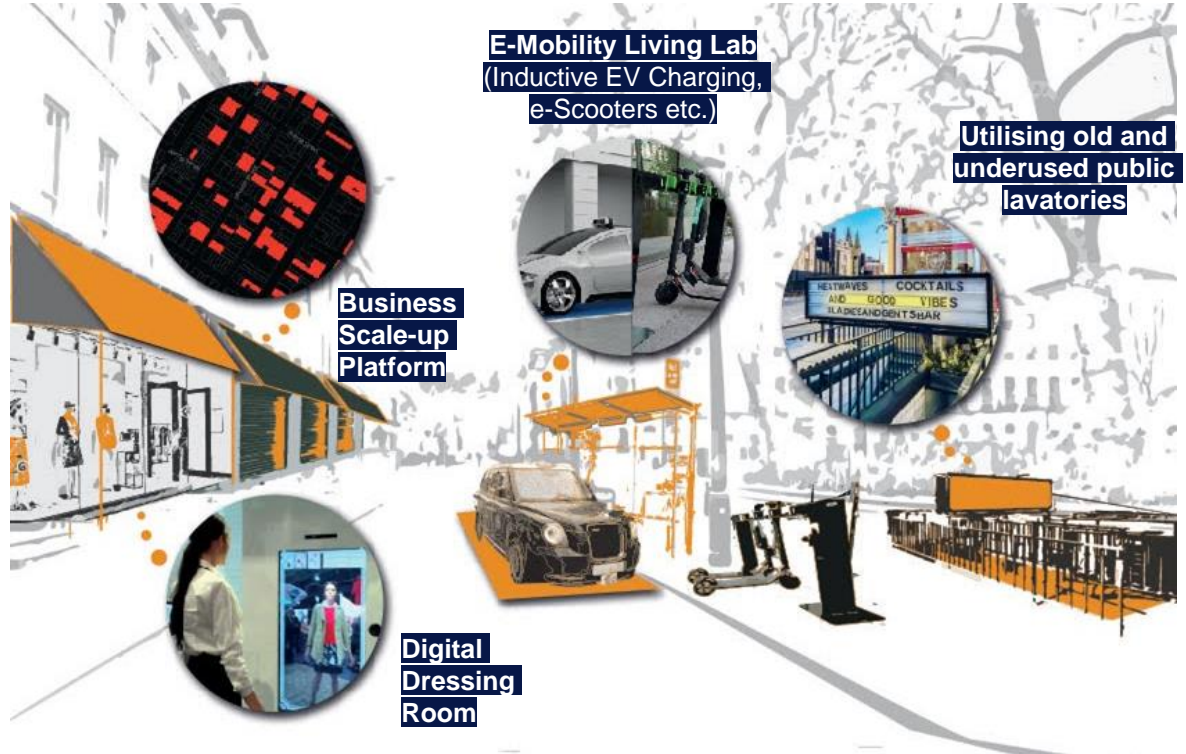 E-Mobility Living Lab
(Inductive EV Charging,
e-Scooters etc.)
Utilising old and
underused public
lavatories
HEATWAVES COCKTAILS
AND GOOD VIBES
Business
Scale-up
Platform
Digital
Dressing
Room